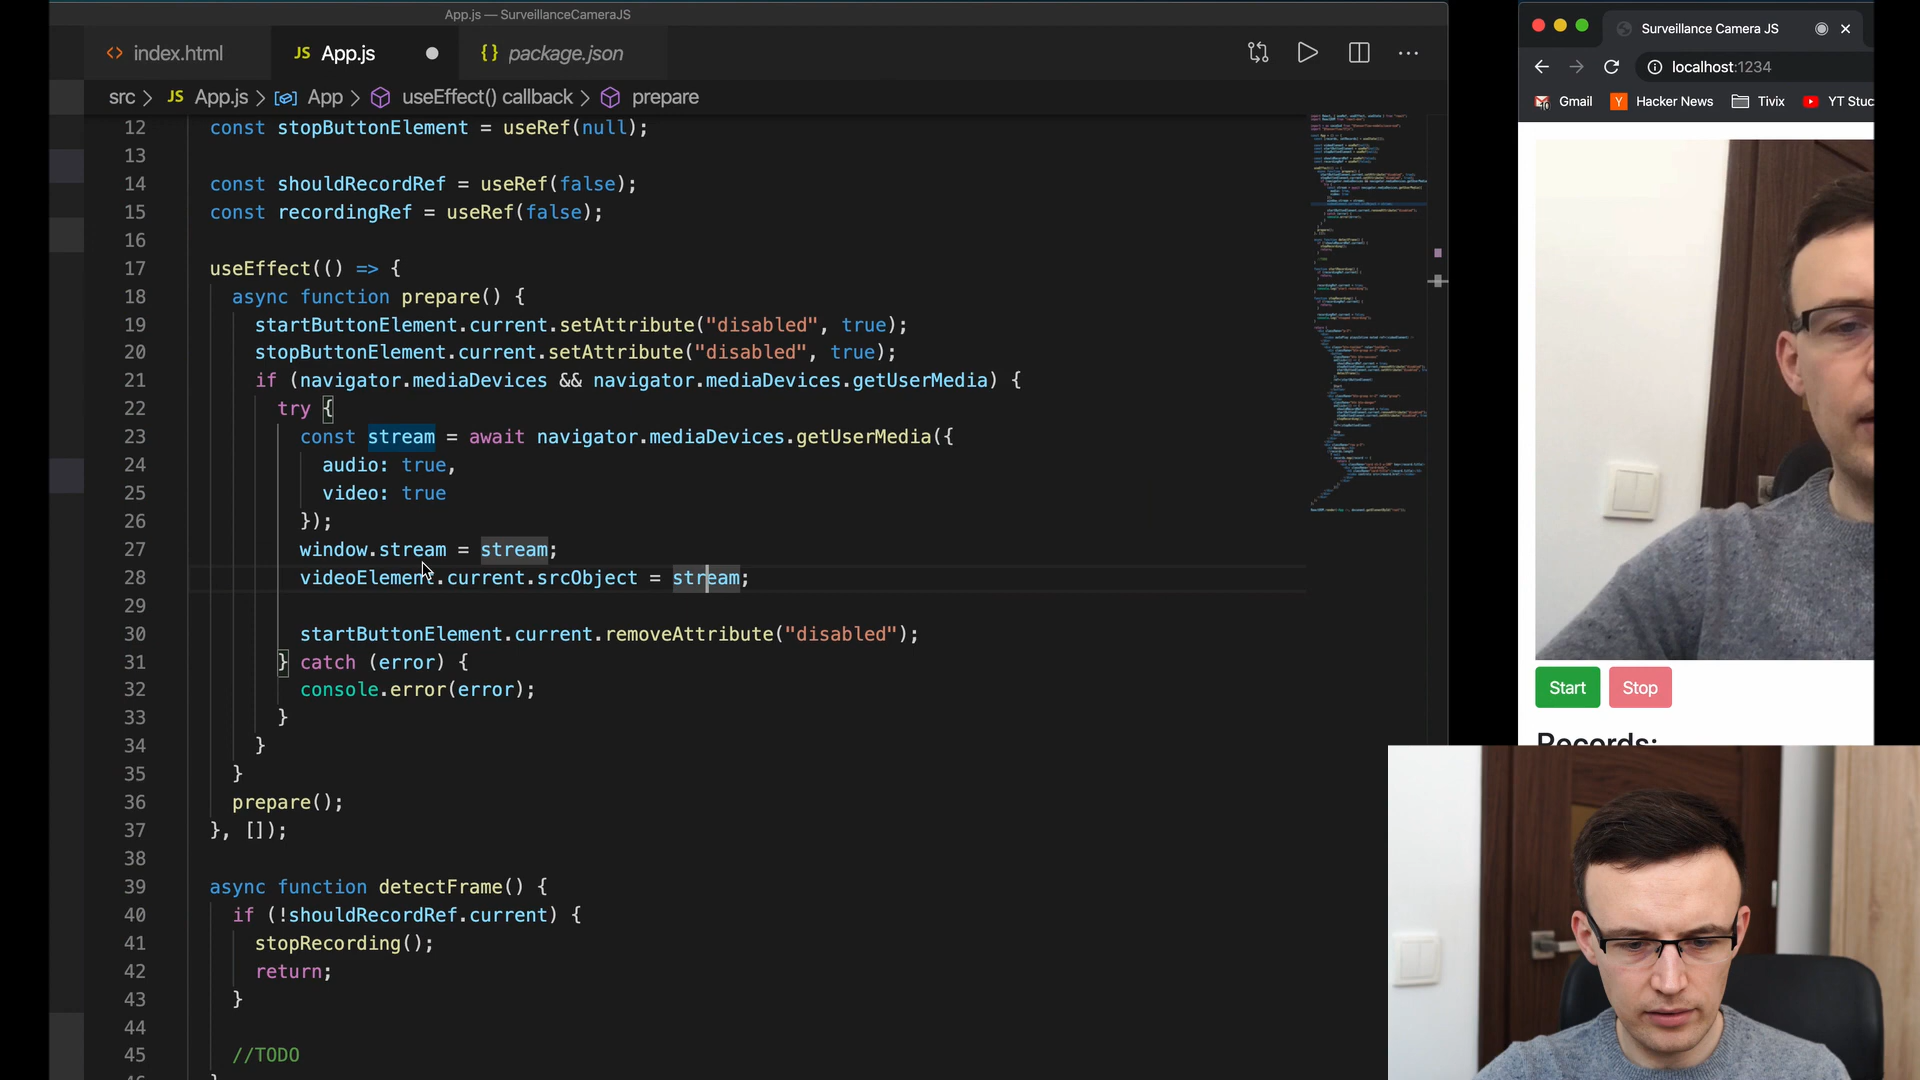 App.js — SurveillanceCameraJS
index.html
JS App.js
{} package.json
src > JS App.js > App > useEffect() callback > prepare
12 const stopButtonElement = useRef(null);
13
14 const shouldRecordRef = useRef(false);
15 const recordingRef = useRef(false);
16
17 useEffect(() => {
18 async function prepare() {
19 startButtonElement.current.setAttribute("disabled", true);
20 stopButtonElement.current.setAttribute("disabled", true);
21 if (navigator.mediaDevices && navigator.mediaDevices.getUserMedia) {
22 try {
23 const stream = await navigator.mediaDevices.getUserMedia({
24 audio: true,
25 video: true
26 });
27 window.stream = stream;
28 videoElement.current.srcObject = stream;
29
30 startButtonElement.current.removeAttribute("disabled");
31 } catch (error) {
32 console.error(error);
33 }
34 }
35 }
36 prepare();
37 }, []);
38
39 async function detectFrame() {
40 if (!shouldRecordRef.current) {
41 stopRecording();
42 return;
43 }
44
45 //TODO
Surveillance Camera JS
localhost:1234
Gmail
Hacker News
Tivix
YT Stuc
Start
Stop
Records: